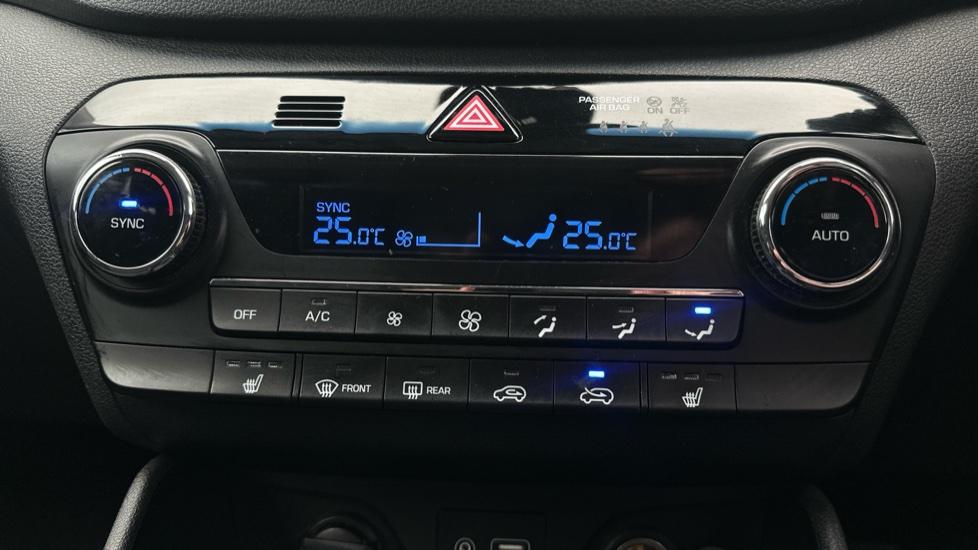 PASSENGER
AIR BAG
ON OFF
SYNC
25.0°C
25.0°C
SYNC
AUTO
OFF
A/C
FRONT
REAR